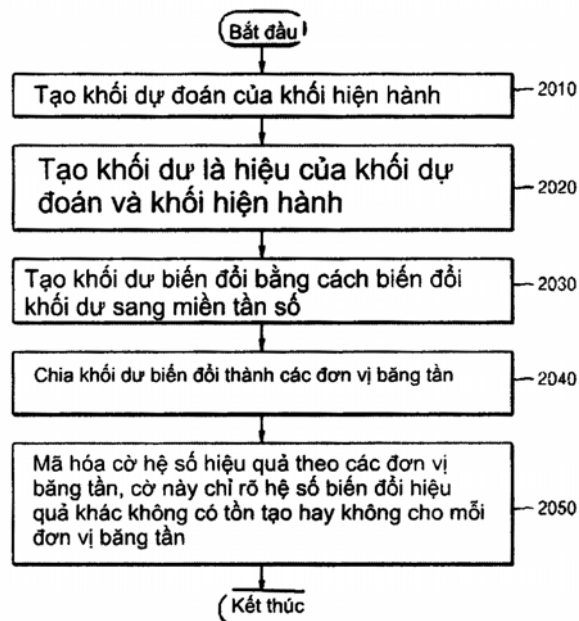 Bắt đầu
Tạo khối dự đoán của khối hiện hành
2010
Tạo khối dư là hiệu của khối dự
đoán và khối hiện hành
2020
Tạo khối dư biến đổi bằng cách biến đổi
khối dư sang miền tần số
2030
Chia khối dư biến đổi thành các đơn vị băng tần
2040
Mã hóa cờ hệ số hiệu quả theo các đơn vị
băng tần, cờ này chỉ rõ hệ số biến đổi hiệu
quả khác không có tồn tạo hay không cho mỗi
đơn vị băng tần
2050
Kết thúc